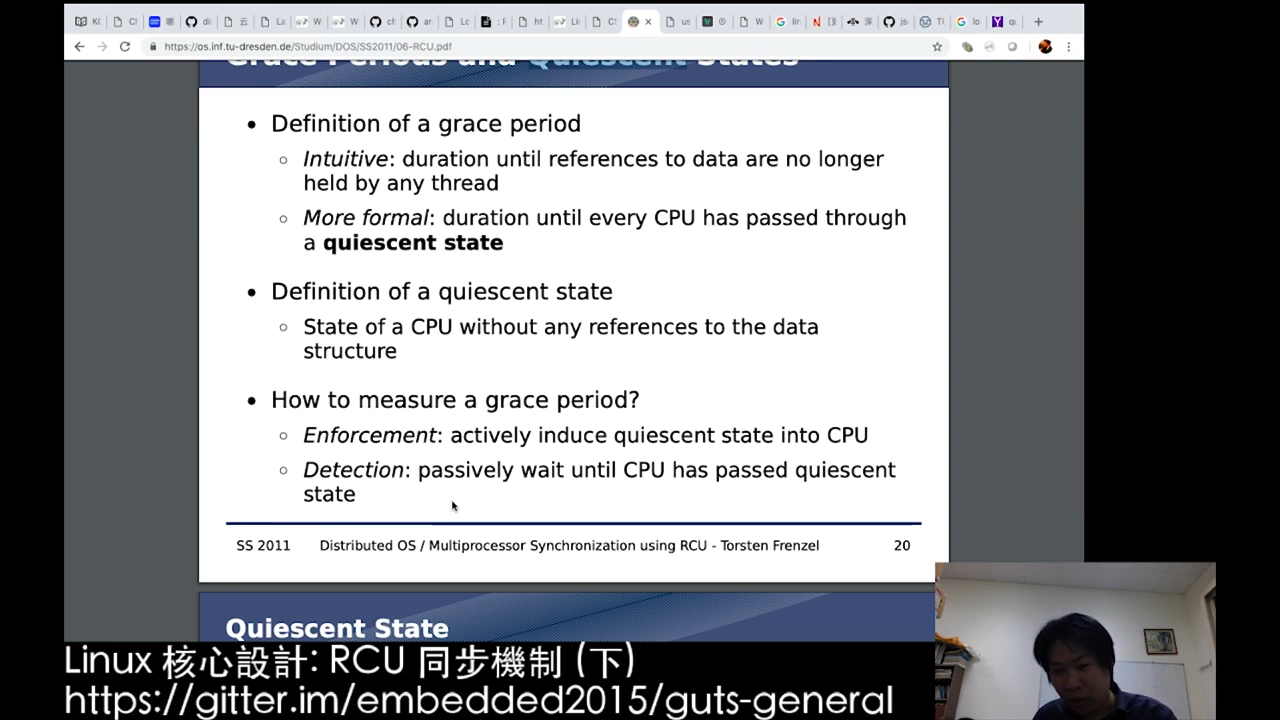 https://os.inf.tu-dresden.de/Studium/DOS/SS2011/06-RCU.pdf
Grace Periods and Quiescent States
• Definition of a grace period
○ Intuitive: duration until references to data are no longer
held by any thread
○ More formal: duration until every CPU has passed through
a quiescent state
• Definition of a quiescent state
○ State of a CPU without any references to the data
structure
• How to measure a grace period?
○ Enforcement: actively induce quiescent state into CPU
○ Detection: passively wait until CPU has passed quiescent
state
SS 2011 Distributed OS / Multiprocessor Synchronization using RCU - Torsten Frenzel 20
Quiescent State
Linux 核心設計: RCU 同步機制 (下)
https://gitter.im/embedded2015/guts-general